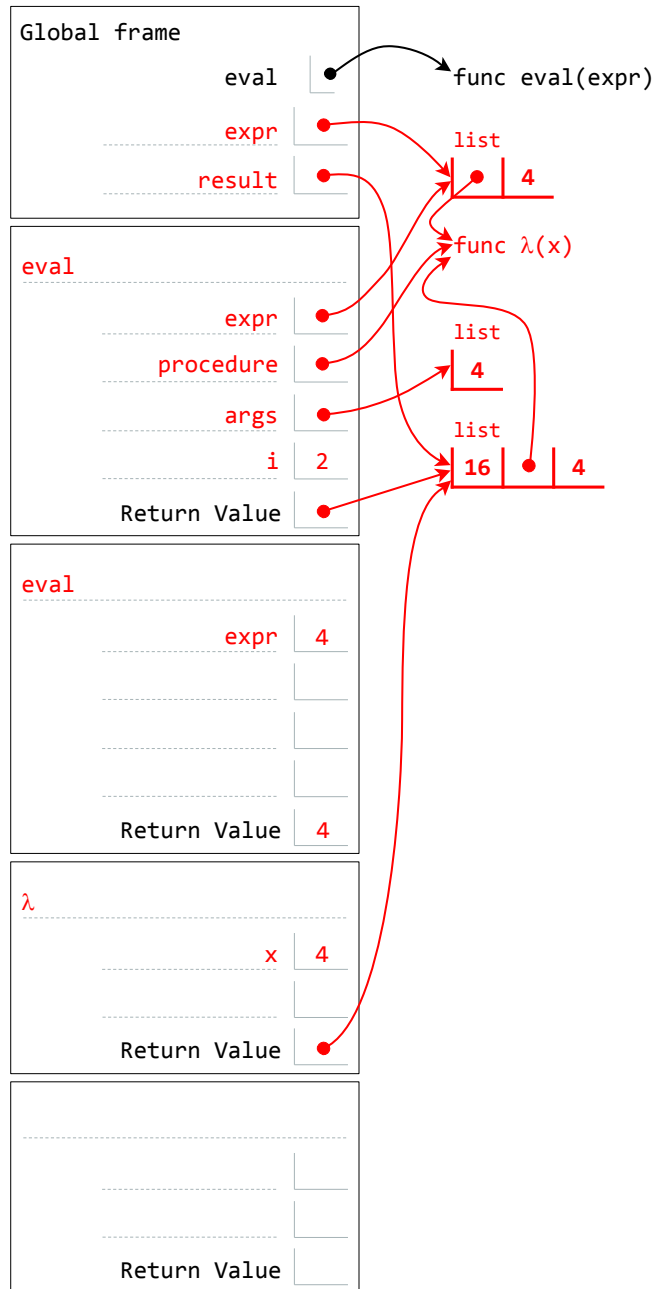 Global frame
eval func eval(expr)
expr list
result 4
eval func λ(x)
expr list
procedure 4
args list
i 2 16 4
Return Value
eval
expr 4
Return Value 4
λ
x 4
Return Value
Return Value